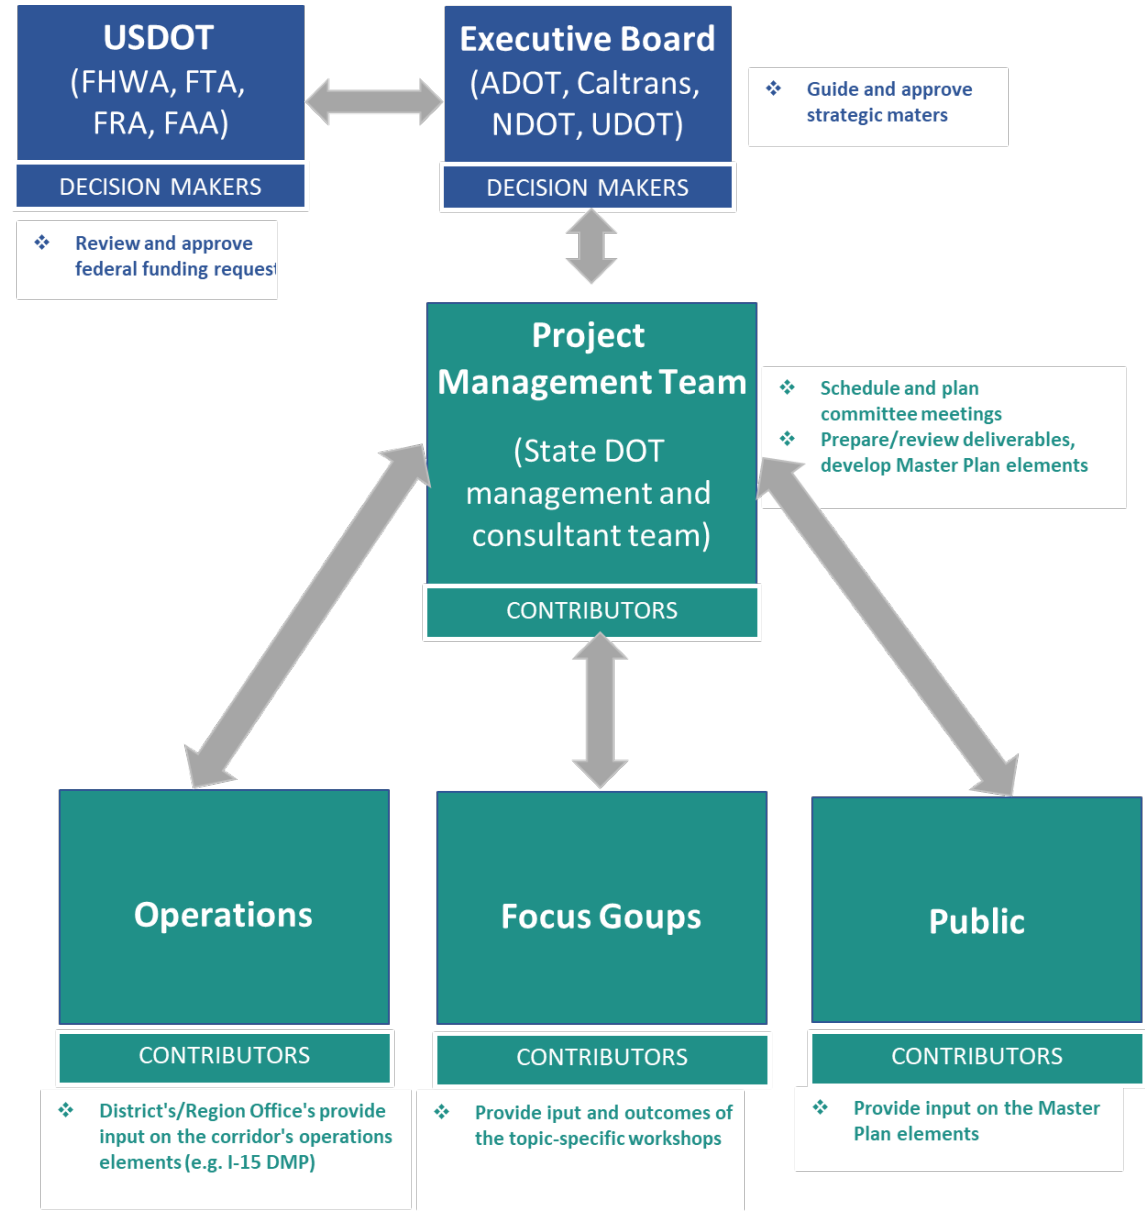 USDOT
(FHWA, FTA,
FRA, FAA)
DECISION MAKERS
❖ Review and approve
federal funding request
Executive Board
(ADOT, Caltrans,
NDOT, UDOT)
DECISION MAKERS
❖ Guide and approve
strategic maters
Project
Management Team
(State DOT
management and
consultant team)
CONTRIBUTORS
❖ Schedule and plan
committee meetings
❖ Prepare/review deliverables,
develop Master Plan elements
Operations
CONTRIBUTORS
❖ District's/Region Office's provide
input on the corridor's operations
elements (e.g. I-15 DMP)
Focus Goups
CONTRIBUTORS
❖ Provide iput and outcomes of
the topic-specific workshops
Public
CONTRIBUTORS
❖ Provide input on the Master
Plan elements